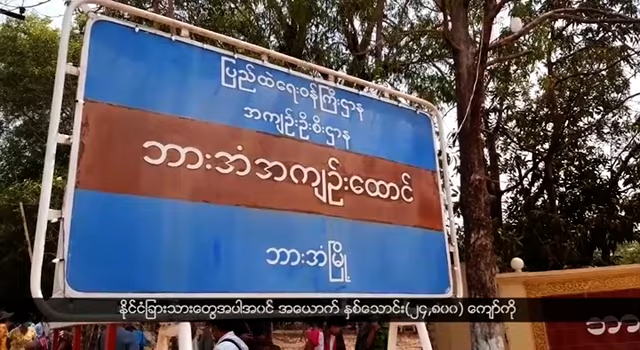 ပြည်ထဲရေးဝန်ကြီးဌာန
အကျဉ်းဦးစီးဌာန
ဘားအံအကျဉ်းထောင်
ဘားအံမြို့
နိုင်ငံခြားသားတွေအပါအဝင် အယောက် နှစ်သောင်း(၂၄,၈၀၀) ကျော်ကို